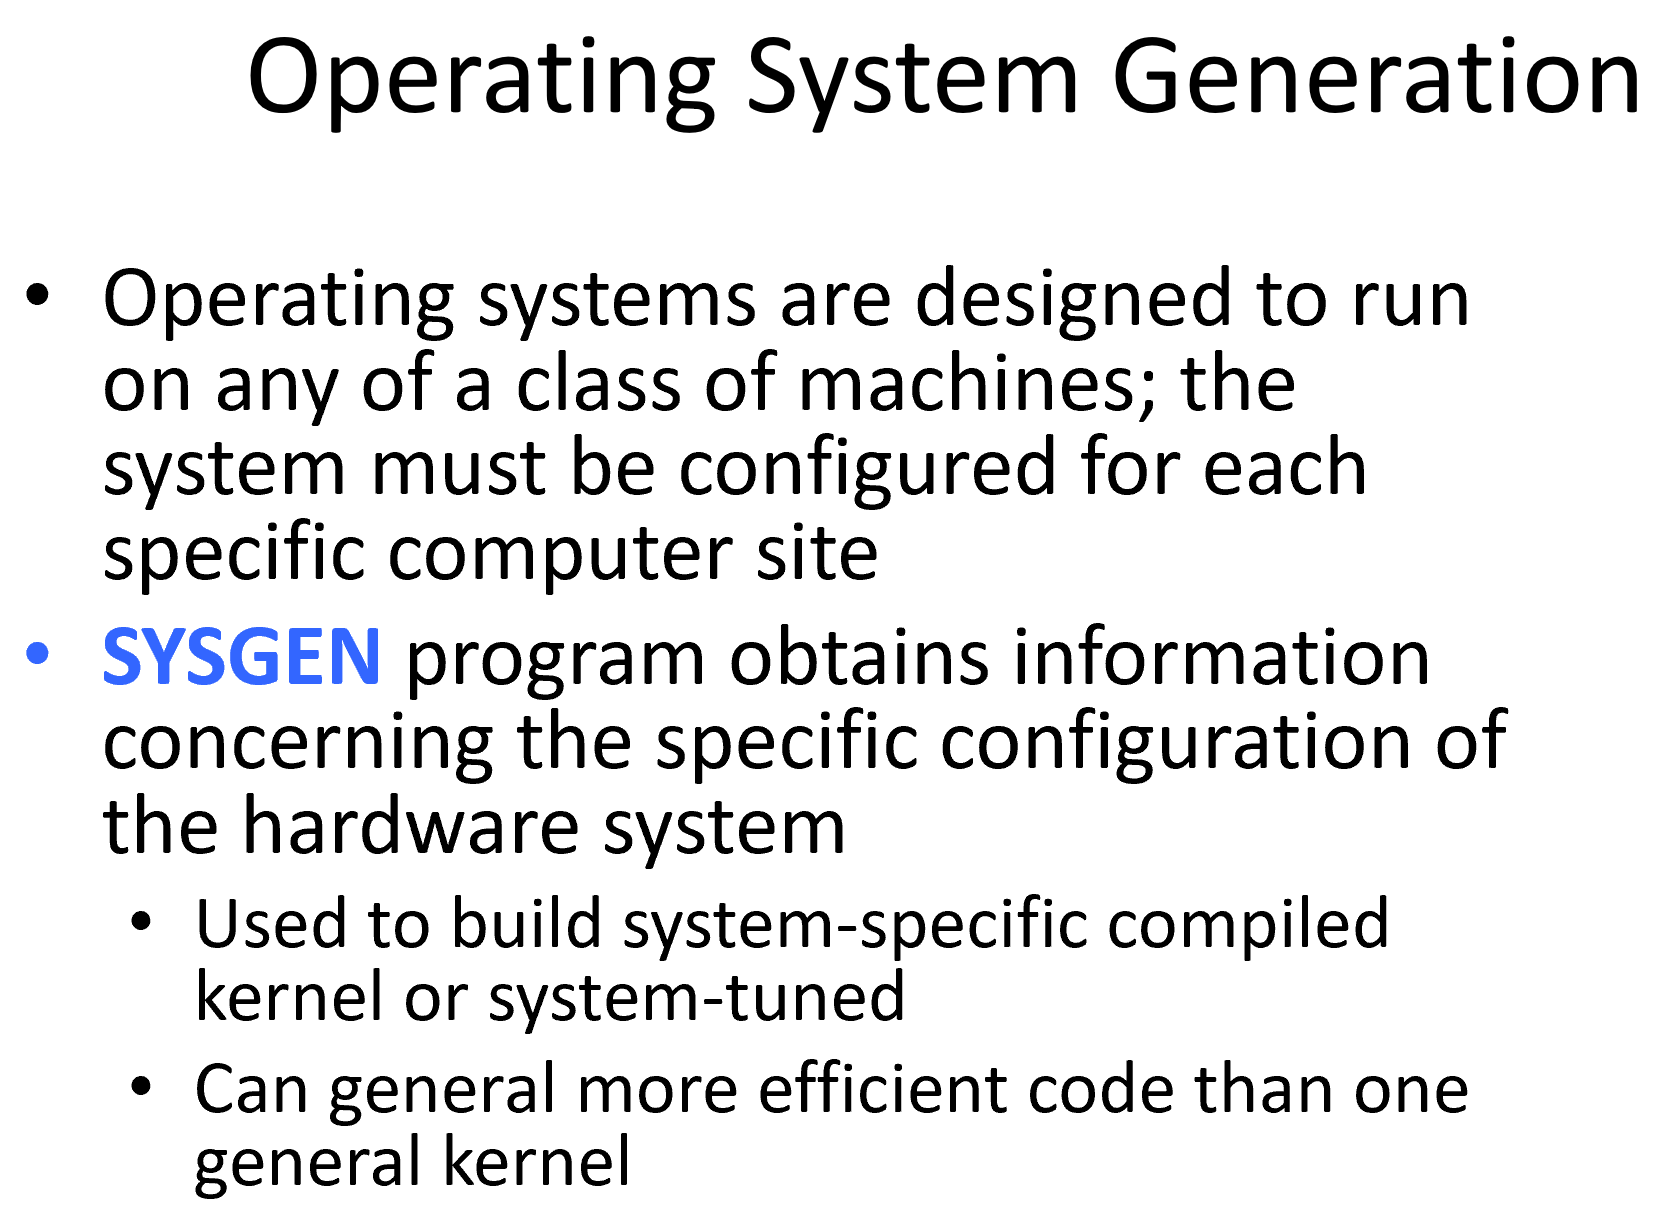 Operating System Generation
• Operating systems are designed to run
on any of a class of machines; the
system must be configured for each
specific computer site
• SYSGEN program obtains information
concerning the specific configuration of
the hardware system
• Used to build system-specific compiled
kernel or system-tuned
• Can general more efficient code than one
general kernel